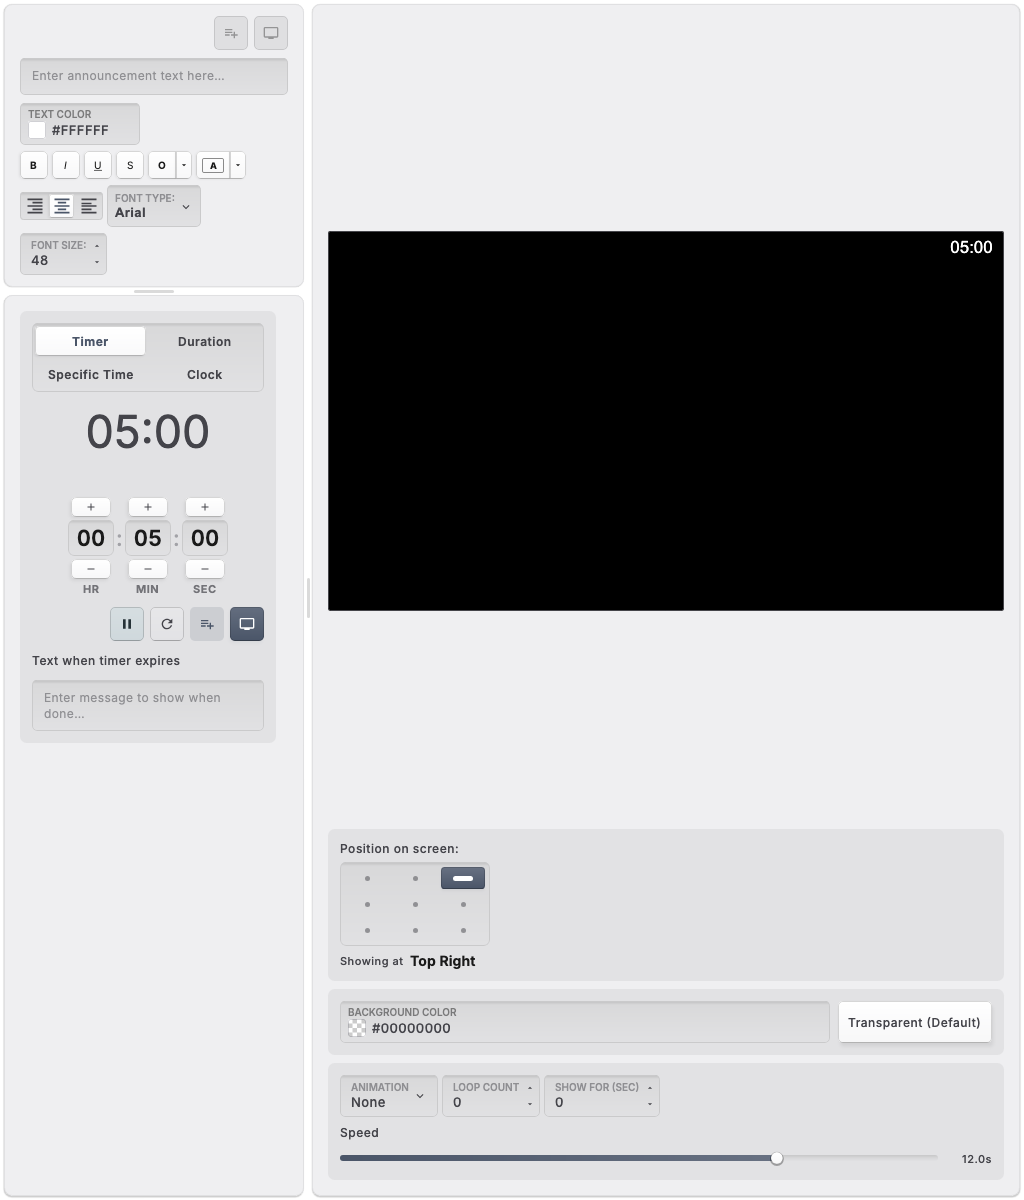 Enter announcement text here...
TEXT COLOR
#FFFFFF
B I U S O A
FONT TYPE:
Arial
FONT SIZE:
48
Timer Duration
Specific Time Clock
05:00
+ + +
00 : 05 : 00
− − −
HR MIN SEC
Text when timer expires
Enter message to show when
done...
05:00
Position on screen:
Showing at Top Right
BACKGROUND COLOR
#00000000
Transparent (Default)
ANIMATION
None
LOOP COUNT
0
SHOW FOR (SEC)
0
Speed
12.0s